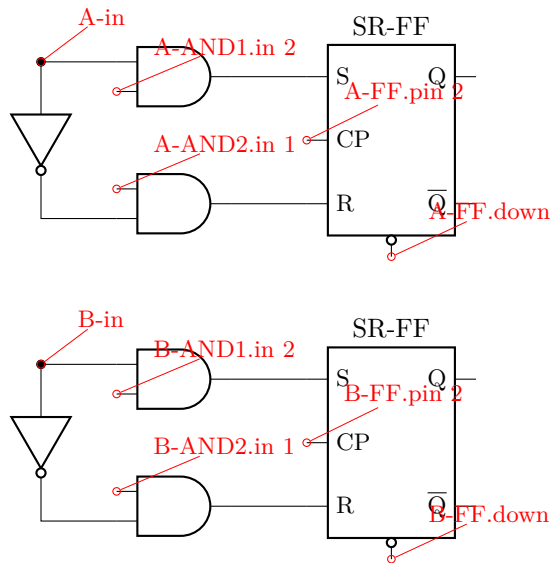 A-in
SR-FF
A-AND1.in 2
S
Q
A-FF.pin 2
CP
A-AND2.in 1
R
Q̅
A-FF.down
B-in
SR-FF
B-AND1.in 2
S
Q
B-FF.pin 2
CP
B-AND2.in 1
R
Q̅
B-FF.down